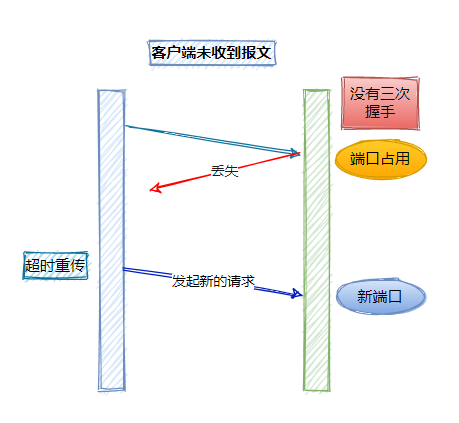 客户端未收到报文
没有三次
握手
端口占用
丢失
超时重传
发起新的请求
新端口